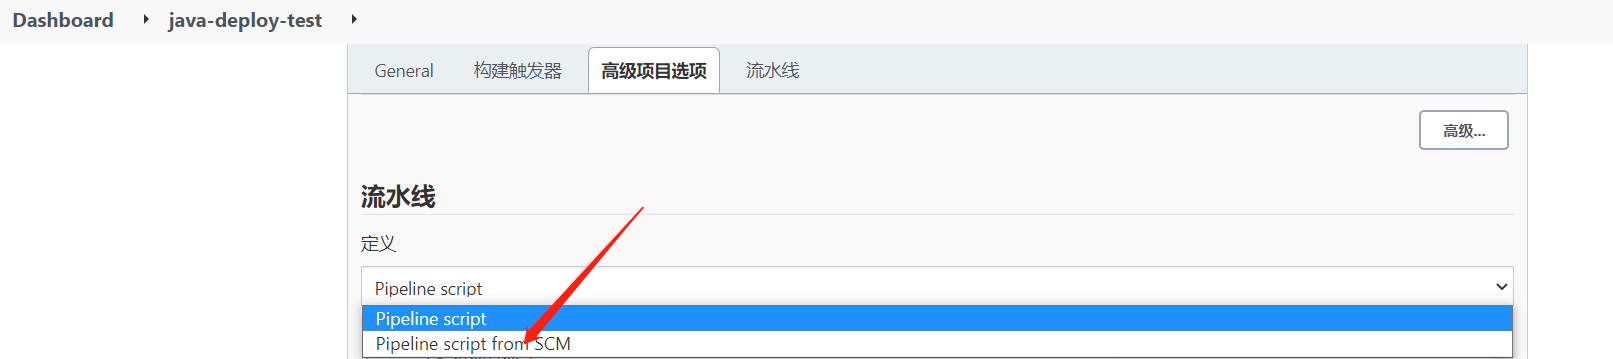 Dashboard java-deploy-test
General 构建触发器 高级项目选项 流水线
高级...
流水线
定义
Pipeline script
Pipeline script
Pipeline script from SCM